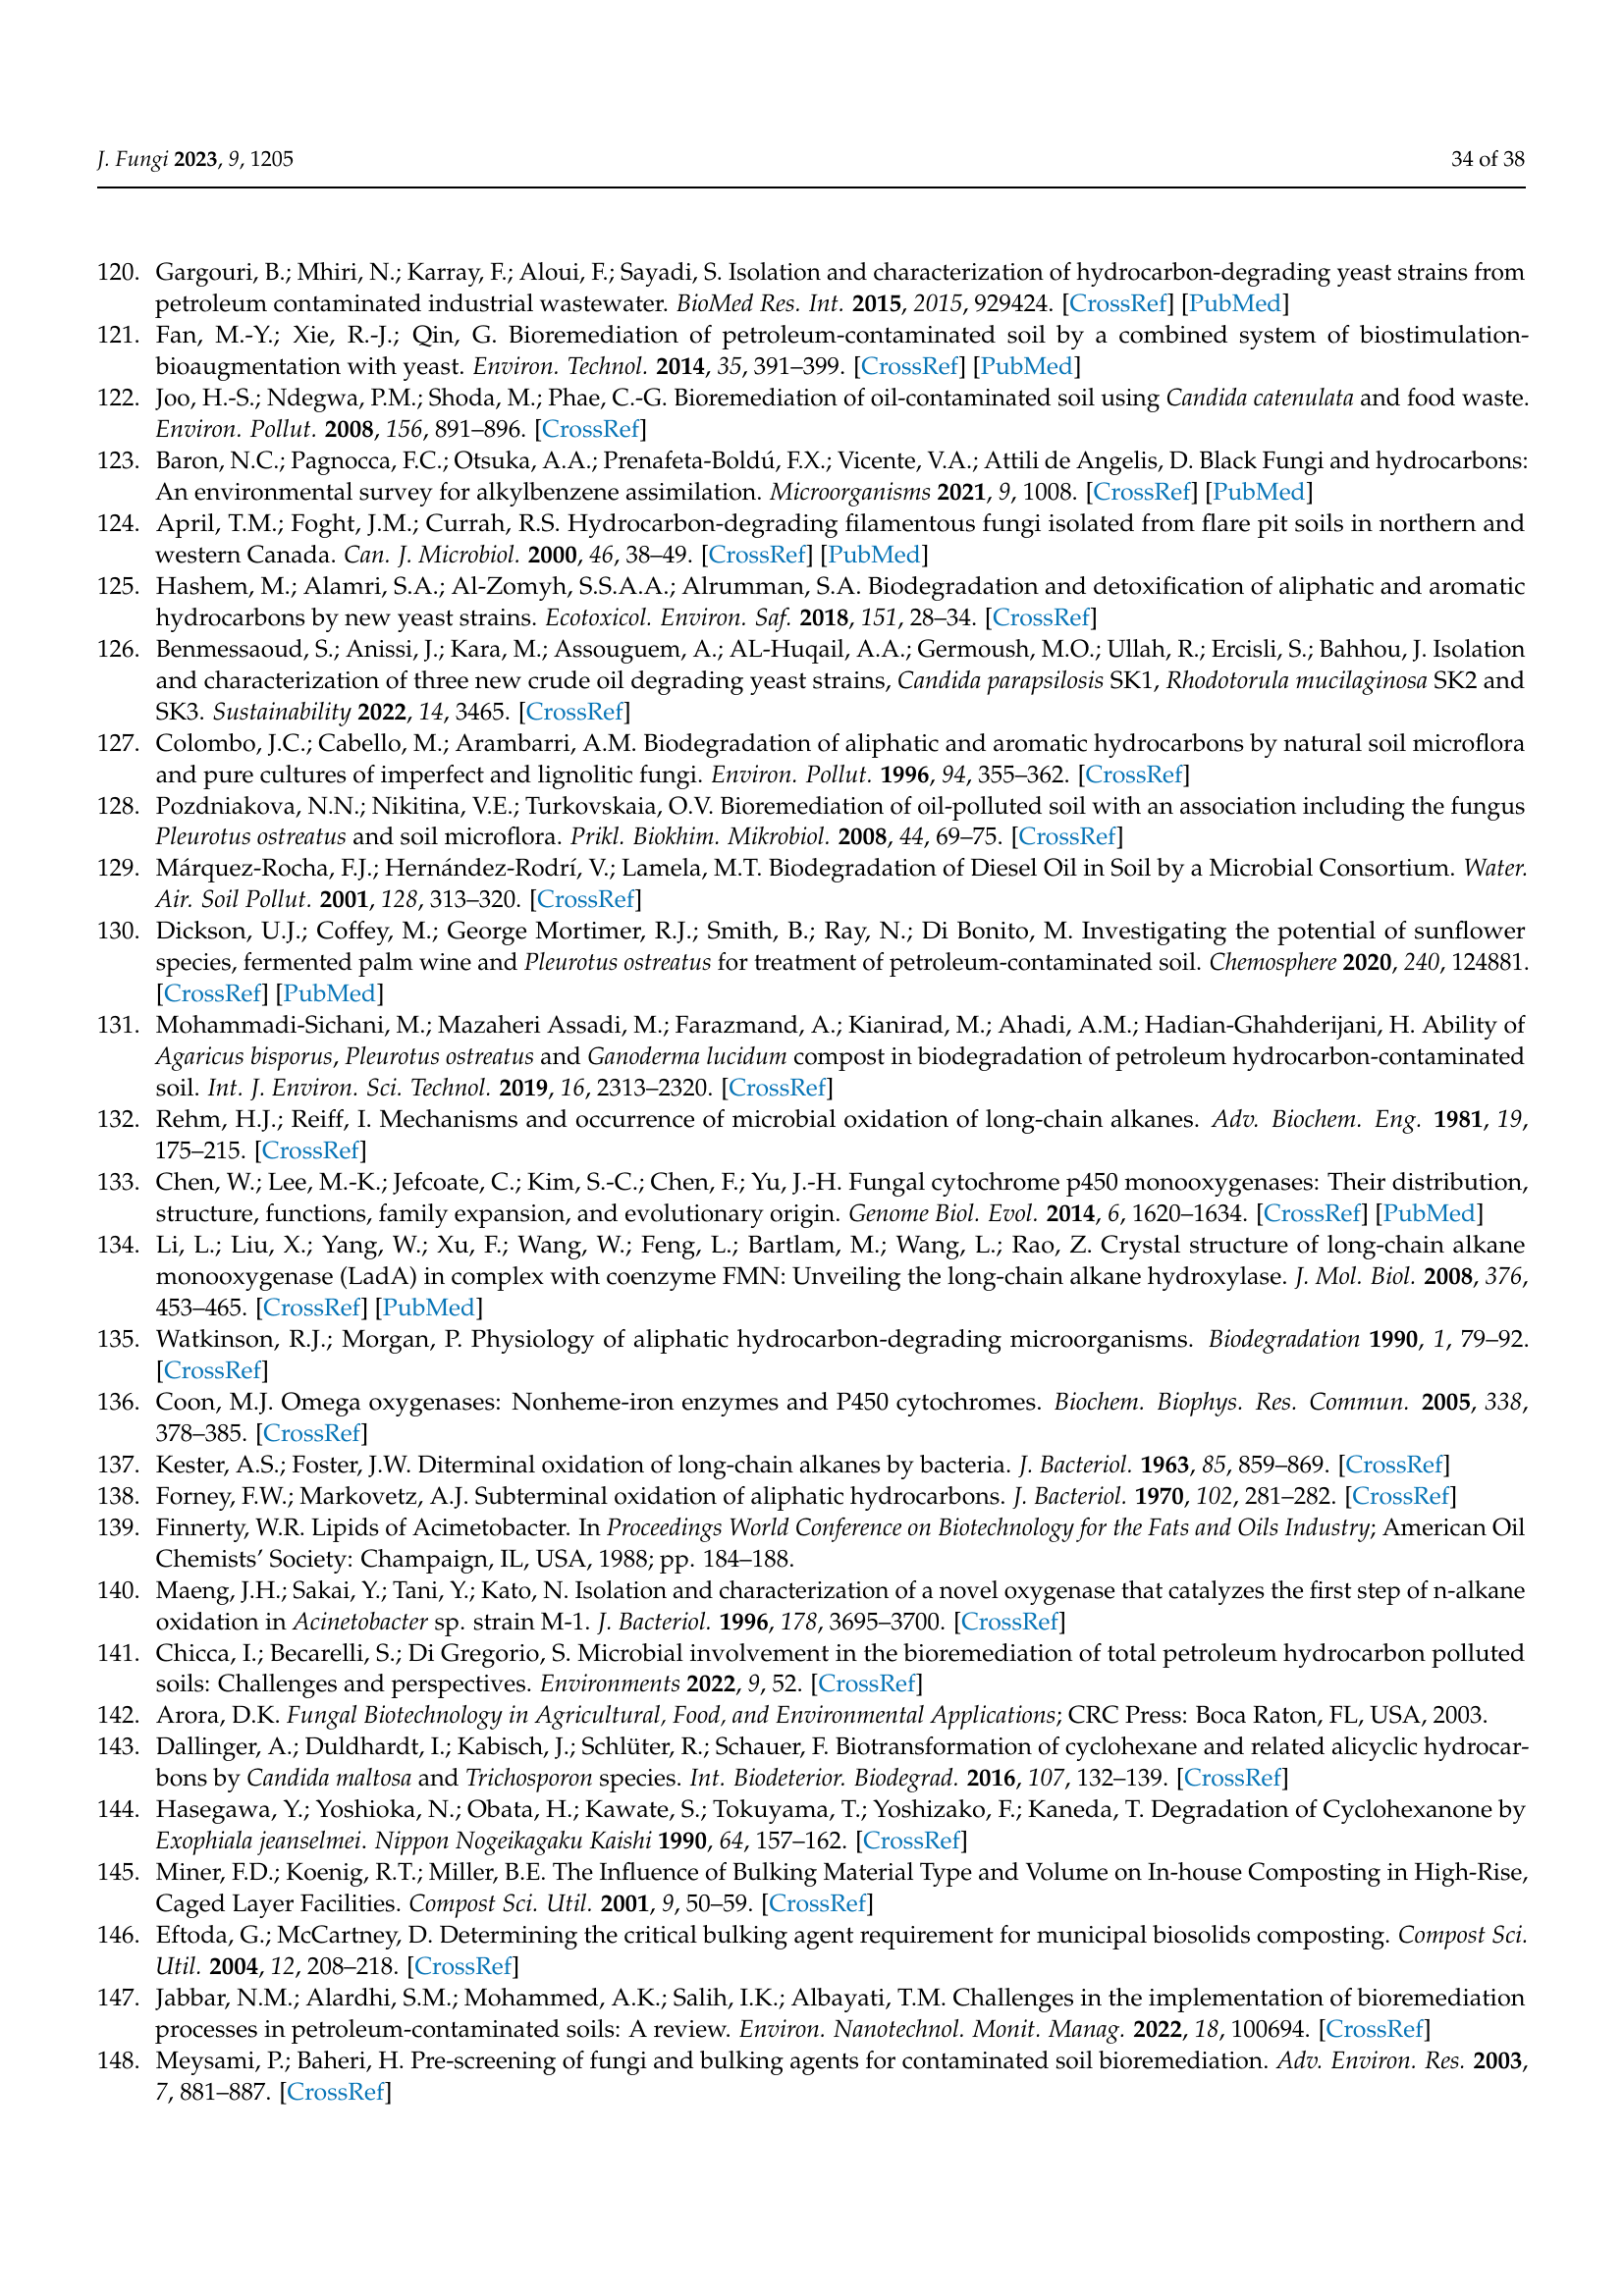 J. Fungi 2023, 9, 1205
34 of 38
120. Gargouri, B.; Mhiri, N.; Karray, F.; Aloui, F.; Sayadi, S. Isolation and characterization of hydrocarbon-degrading yeast strains from
petroleum contaminated industrial wastewater. BioMed Res. Int. 2015, 2015, 929424. [CrossRef] [PubMed]
121. Fan, M.-Y.; Xie, R.-J.; Qin, G. Bioremediation of petroleum-contaminated soil by a combined system of biostimulation-
bioaugmentation with yeast. Environ. Technol. 2014, 35, 391–399. [CrossRef] [PubMed]
122. Joo, H.-S.; Ndegwa, P.M.; Shoda, M.; Phae, C.-G. Bioremediation of oil-contaminated soil using Candida catenulata and food waste.
Environ. Pollut. 2008, 156, 891–896. [CrossRef]
123. Baron, N.C.; Pagnocca, F.C.; Otsuka, A.A.; Prenafeta-Boldú, F.X.; Vicente, V.A.; Attili de Angelis, D. Black Fungi and hydrocarbons:
An environmental survey for alkylbenzene assimilation. Microorganisms 2021, 9, 1008. [CrossRef] [PubMed]
124. April, T.M.; Foght, J.M.; Currah, R.S. Hydrocarbon-degrading filamentous fungi isolated from flare pit soils in northern and
western Canada. Can. J. Microbiol. 2000, 46, 38–49. [CrossRef] [PubMed]
125. Hashem, M.; Alamri, S.A.; Al-Zomyh, S.S.A.A.; Alrumman, S.A. Biodegradation and detoxification of aliphatic and aromatic
hydrocarbons by new yeast strains. Ecotoxicol. Environ. Saf. 2018, 151, 28–34. [CrossRef]
126. Benmessaoud, S.; Anissi, J.; Kara, M.; Assouguem, A.; AL-Huqail, A.A.; Germoush, M.O.; Ullah, R.; Ercisli, S.; Bahhou, J. Isolation
and characterization of three new crude oil degrading yeast strains, Candida parapsilosis SK1, Rhodotorula mucilaginosa SK2 and
SK3. Sustainability 2022, 14, 3465. [CrossRef]
127. Colombo, J.C.; Cabello, M.; Arambarri, A.M. Biodegradation of aliphatic and aromatic hydrocarbons by natural soil microflora
and pure cultures of imperfect and lignolitic fungi. Environ. Pollut. 1996, 94, 355–362. [CrossRef]
128. Pozdniakova, N.N.; Nikitina, V.E.; Turkovskaia, O.V. Bioremediation of oil-polluted soil with an association including the fungus
Pleurotus ostreatus and soil microflora. Prikl. Biokhim. Mikrobiol. 2008, 44, 69–75. [CrossRef]
129. Márquez-Rocha, F.J.; Hernández-Rodrí, V.; Lamela, M.T. Biodegradation of Diesel Oil in Soil by a Microbial Consortium. Water.
Air. Soil Pollut. 2001, 128, 313–320. [CrossRef]
130. Dickson, U.J.; Coffey, M.; George Mortimer, R.J.; Smith, B.; Ray, N.; Di Bonito, M. Investigating the potential of sunflower
species, fermented palm wine and Pleurotus ostreatus for treatment of petroleum-contaminated soil. Chemosphere 2020, 240, 124881.
[CrossRef] [PubMed]
131. Mohammadi-Sichani, M.; Mazaheri Assadi, M.; Farazmand, A.; Kianirad, M.; Ahadi, A.M.; Hadian-Ghahderijani, H. Ability of
Agaricus bisporus, Pleurotus ostreatus and Ganoderma lucidum compost in biodegradation of petroleum hydrocarbon-contaminated
soil. Int. J. Environ. Sci. Technol. 2019, 16, 2313–2320. [CrossRef]
132. Rehm, H.J.; Reiff, I. Mechanisms and occurrence of microbial oxidation of long-chain alkanes. Adv. Biochem. Eng. 1981, 19,
175–215. [CrossRef]
133. Chen, W.; Lee, M.-K.; Jefcoate, C.; Kim, S.-C.; Chen, F.; Yu, J.-H. Fungal cytochrome p450 monooxygenases: Their distribution,
structure, functions, family expansion, and evolutionary origin. Genome Biol. Evol. 2014, 6, 1620–1634. [CrossRef] [PubMed]
134. Li, L.; Liu, X.; Yang, W.; Xu, F.; Wang, W.; Feng, L.; Bartlam, M.; Wang, L.; Rao, Z. Crystal structure of long-chain alkane
monooxygenase (LadA) in complex with coenzyme FMN: Unveiling the long-chain alkane hydroxylase. J. Mol. Biol. 2008, 376,
453–465. [CrossRef] [PubMed]
135. Watkinson, R.J.; Morgan, P. Physiology of aliphatic hydrocarbon-degrading microorganisms. Biodegradation 1990, 1, 79–92.
[CrossRef]
136. Coon, M.J. Omega oxygenases: Nonheme-iron enzymes and P450 cytochromes. Biochem. Biophys. Res. Commun. 2005, 338,
378–385. [CrossRef]
137. Kester, A.S.; Foster, J.W. Diterminal oxidation of long-chain alkanes by bacteria. J. Bacteriol. 1963, 85, 859–869. [CrossRef]
138. Forney, F.W.; Markovetz, A.J. Subterminal oxidation of aliphatic hydrocarbons. J. Bacteriol. 1970, 102, 281–282. [CrossRef]
139. Finnerty, W.R. Lipids of Acimetobacter. In Proceedings World Conference on Biotechnology for the Fats and Oils Industry; American Oil
Chemists’ Society: Champaign, IL, USA, 1988; pp. 184–188.
140. Maeng, J.H.; Sakai, Y.; Tani, Y.; Kato, N. Isolation and characterization of a novel oxygenase that catalyzes the first step of n-alkane
oxidation in Acinetobacter sp. strain M-1. J. Bacteriol. 1996, 178, 3695–3700. [CrossRef]
141. Chicca, I.; Becarelli, S.; Di Gregorio, S. Microbial involvement in the bioremediation of total petroleum hydrocarbon polluted
soils: Challenges and perspectives. Environments 2022, 9, 52. [CrossRef]
142. Arora, D.K. Fungal Biotechnology in Agricultural, Food, and Environmental Applications; CRC Press: Boca Raton, FL, USA, 2003.
143. Dallinger, A.; Duldhardt, I.; Kabisch, J.; Schlüter, R.; Schauer, F. Biotransformation of cyclohexane and related alicyclic hydrocar-
bons by Candida maltosa and Trichosporon species. Int. Biodeterior. Biodegrad. 2016, 107, 132–139. [CrossRef]
144. Hasegawa, Y.; Yoshioka, N.; Obata, H.; Kawate, S.; Tokuyama, T.; Yoshizako, F.; Kaneda, T. Degradation of Cyclohexanone by
Exophiala jeanselmei. Nippon Nogeikagaku Kaishi 1990, 64, 157–162. [CrossRef]
145. Miner, F.D.; Koenig, R.T.; Miller, B.E. The Influence of Bulking Material Type and Volume on In-house Composting in High-Rise,
Caged Layer Facilities. Compost Sci. Util. 2001, 9, 50–59. [CrossRef]
146. Eftoda, G.; McCartney, D. Determining the critical bulking agent requirement for municipal biosolids composting. Compost Sci.
Util. 2004, 12, 208–218. [CrossRef]
147. Jabbar, N.M.; Alardhi, S.M.; Mohammed, A.K.; Salih, I.K.; Albayati, T.M. Challenges in the implementation of bioremediation
processes in petroleum-contaminated soils: A review. Environ. Nanotechnol. Monit. Manag. 2022, 18, 100694. [CrossRef]
148. Meysami, P.; Baheri, H. Pre-screening of fungi and bulking agents for contaminated soil bioremediation. Adv. Environ. Res. 2003,
7, 881–887. [CrossRef]